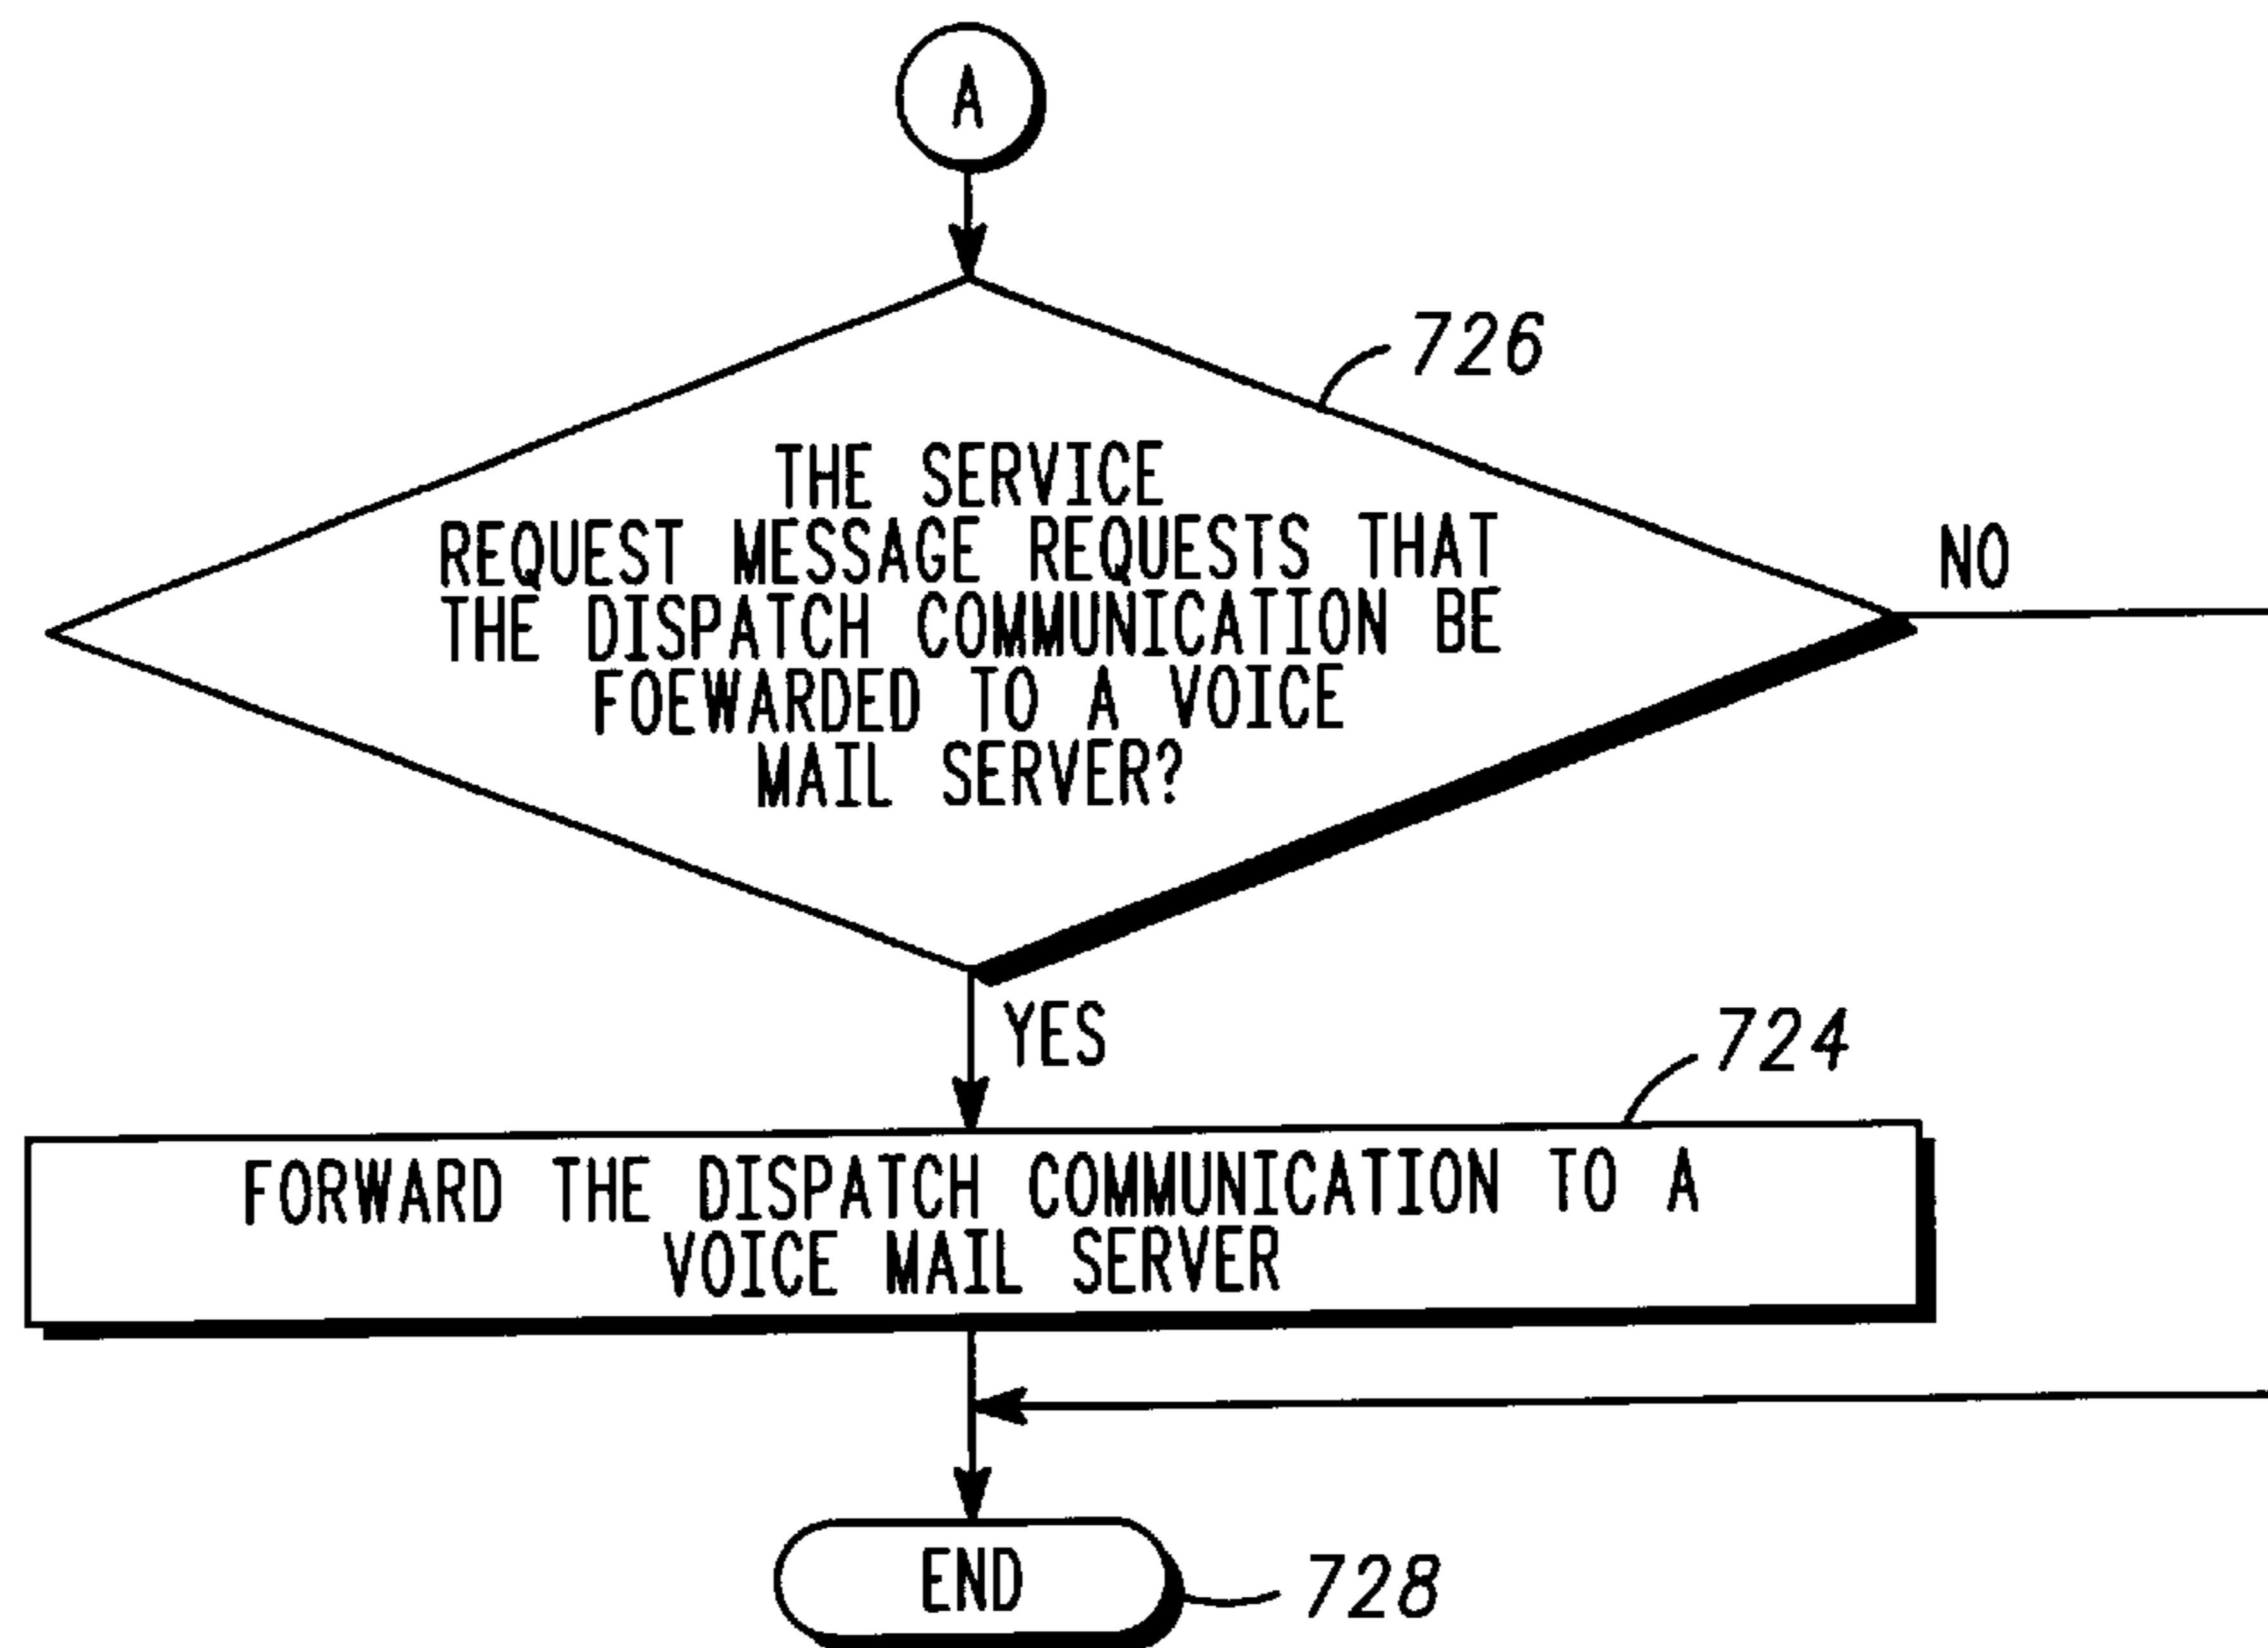 A
726
THE SERVICE
REQUEST MESSAGE REQUESTS THAT
THE DISPATCH COMMUNICATION BE
FOEWARDED TO A VOICE
MAIL SERVER?
NO
YES
724
FORWARD THE DISPATCH COMMUNICATION TO A
VOICE MAIL SERVER
END
728